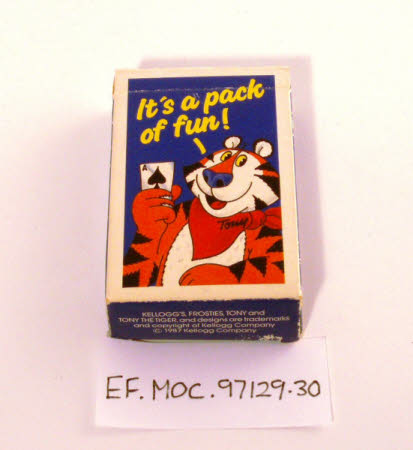 It's a pack
of fun!
A
Tony
KELLOGG'S, FROSTIES, TONY and
TONY THE TIGER, and designs are trademarks
and copyright of Kellogg Company
© 1987 Kellogg Company
EF. MOC. 97129.30